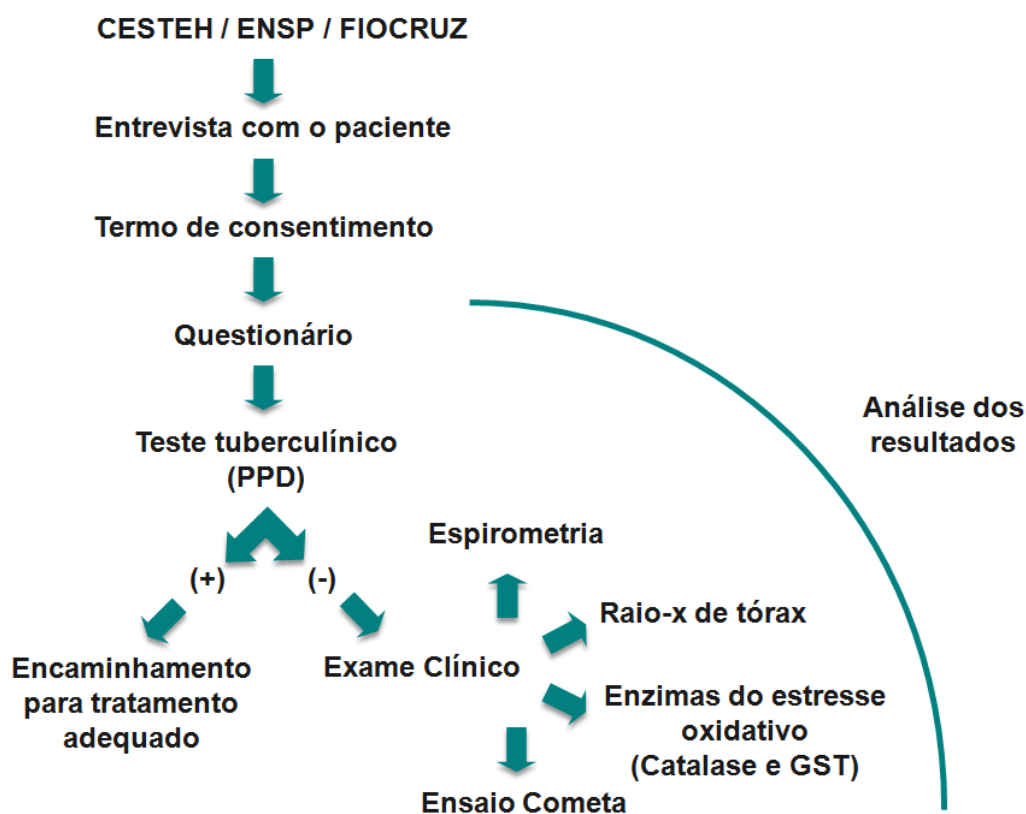 CESTEH / ENSP / FIOCRUZ
Entrevista com o paciente
Termo de consentimento
Questionário
Teste tuberculínico
(PPD)
(+)
(-)
Encaminhamento
para tratamento
adequado
Exame Clínico
Espirometria
Raio-x de tórax
Enzimas do estresse
oxidativo
(Catalase e GST)
Ensaio Cometa
Análise dos
resultados